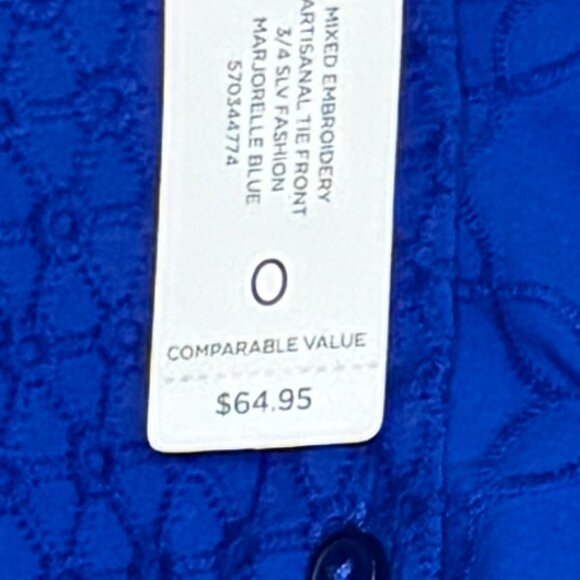 MIXED EMBROIDERY
ARTISANAL TIE FRONT
3/4 SLV FASHION
MARJORELLE BLUE
570344774
0
COMPARABLE VALUE
$64.95